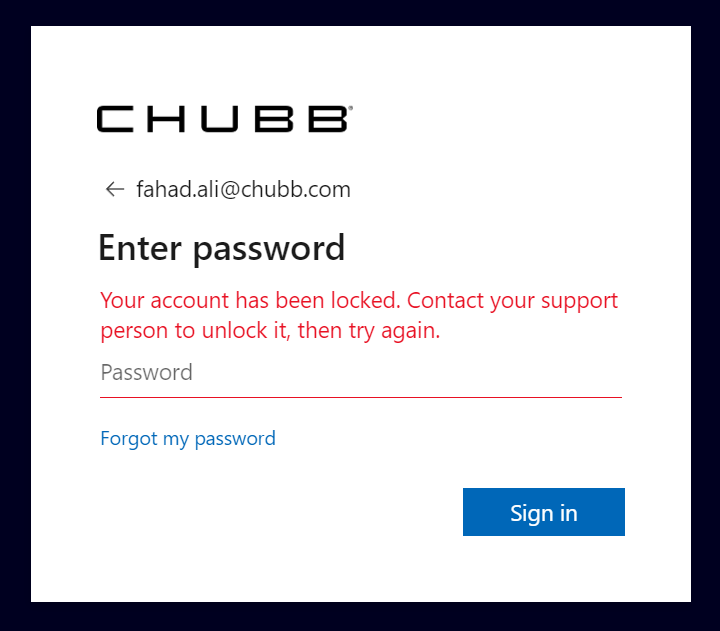 CHUBB®
← fahad.ali@chubb.com
Enter password
Your account has been locked. Contact your support
person to unlock it, then try again.
Password
Forgot my password
Sign in